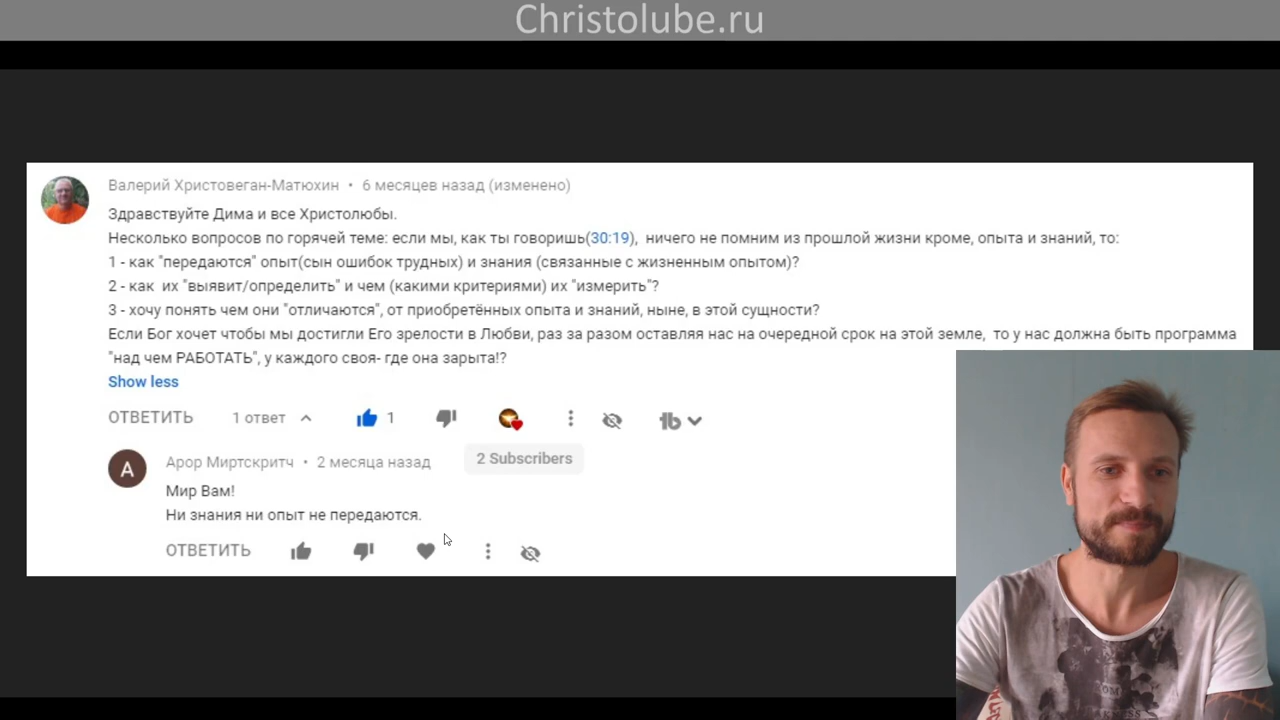 Christolube.ru
Валерий Христовеган-Матюхин • 6 месяцев назад (изменено)
Здравствуйте Дима и все Христолюбы.
Несколько вопросов по горячей теме: если мы, как ты говоришь(30:19), ничего не помним из прошлой жизни кроме, опыта и знаний, то:
1 - как "передаются" опыт(сын ошибок трудных) и знания (связанные с жизненным опытом)?
2 - как их "выявит/определить" и чем (какими критериями) их "измерить"?
3 - хочу понять чем они "отличаются", от приобретённых опыта и знаний, ныне, в этой сущности?
Если Бог хочет чтобы мы достигли Его зрелости в Любви, раз за разом оставляя нас на очередной срок на этой земле, то у нас должна быть программа
"над чем РАБОТАТЬ", у каждого своя- где она зарыта!?
Show less
ОТВЕТИТЬ 1 ответ 1
2 Subscribers
А
Арор Миртскритч • 2 месяца назад
Мир Вам!
Ни знания ни опыт не передаются.
ОТВЕТИТЬ